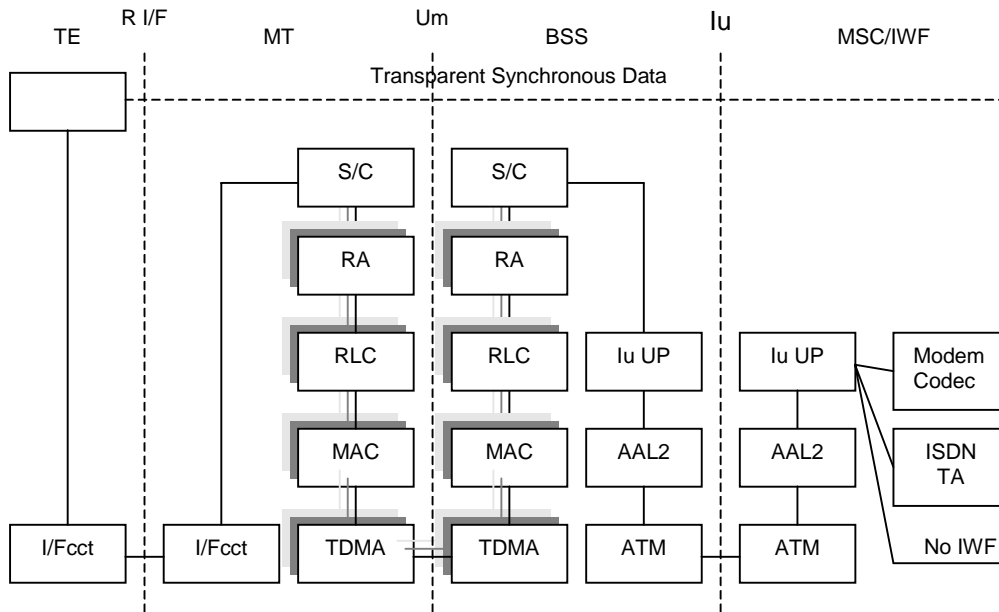 R I/F
Um
Iu
TE
MT
BSS
MSC/IWF
Transparent Synchronous Data
S/C
S/C
RA
RA
RLC
RLC
Iu UP
Iu UP
Modem
Codec
MAC
MAC
AAL2
AAL2
ISDN
TA
I/Fcct
I/Fcct
TDMA
TDMA
ATM
ATM
No IWF